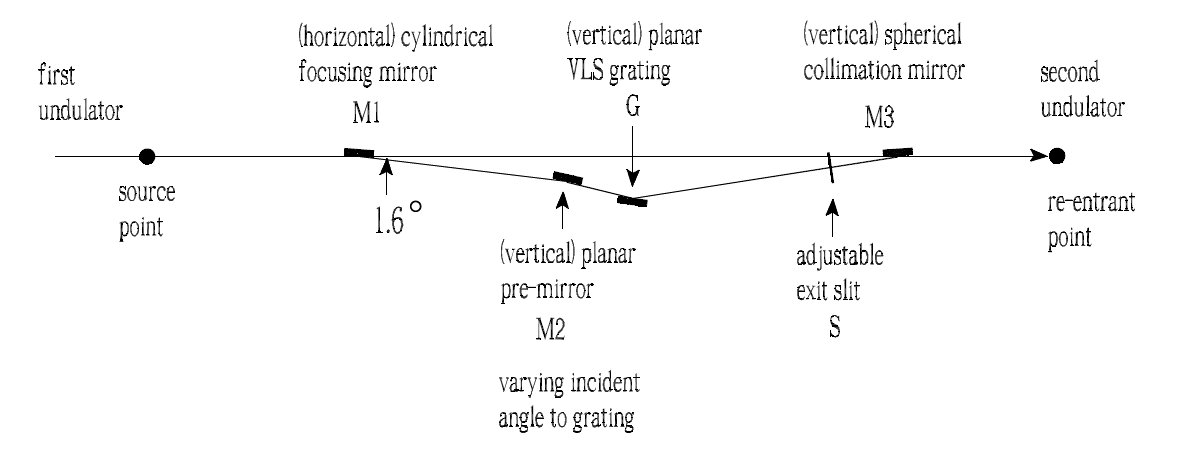 first
undulator
source
point
(horizontal) cylindrical
focusing mirror
M1
1.6°
(vertical) planar
VLS grating
G
(vertical) planar
pre-mirror
M2
varying incident
angle to grating
(vertical) spherical
collimation mirror
M3
adjustable
exit slit
S
second
undulator
re-entrant
point